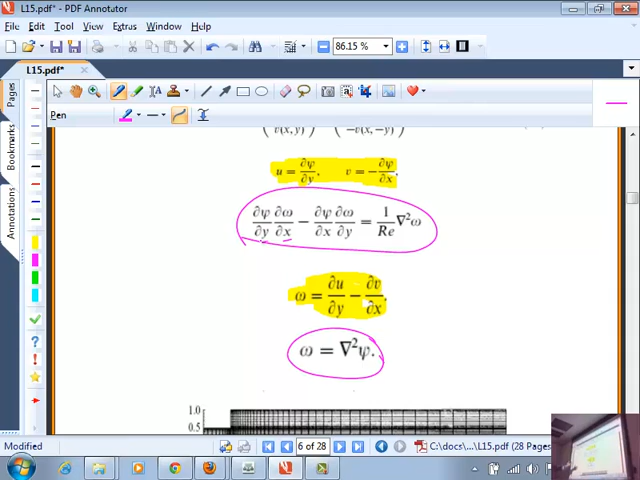 L15.pdf* - PDF Annotator
File Edit Tool View Extras Window Help
86.15%
L15.pdf* ×
Pen
Pages
Bookmarks
Annotations
( v(x, y) ) ( −v(x, −y) )
u = ∂ψ/∂y, v = −∂ψ/∂x.
∂ψ/∂y ∂ω/∂x − ∂ψ/∂x ∂ω/∂y = 1/Re ∇²ω
ω = ∂u/∂y − ∂v/∂x.
ω = ∇²ψ.
1.0
0.5
Modified 6 of 28 C:\docs... L15.pdf (28 Pages)